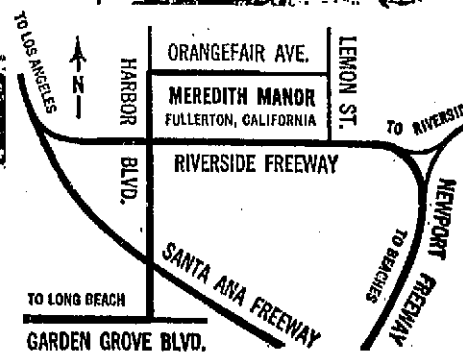 TO LOS ANGELES
N
HARBOR BLVD.
ORANGEFAIR AVE.
LEMON ST.
MEREDITH MANOR
FULLERTON, CALIFORNIA
TO RIVERSIDE
RIVERSIDE FREEWAY
NEWPORT FREEWAY
TO BEACHES
SANTA ANA FREEWAY
TO LONG BEACH
GARDEN GROVE BLVD.